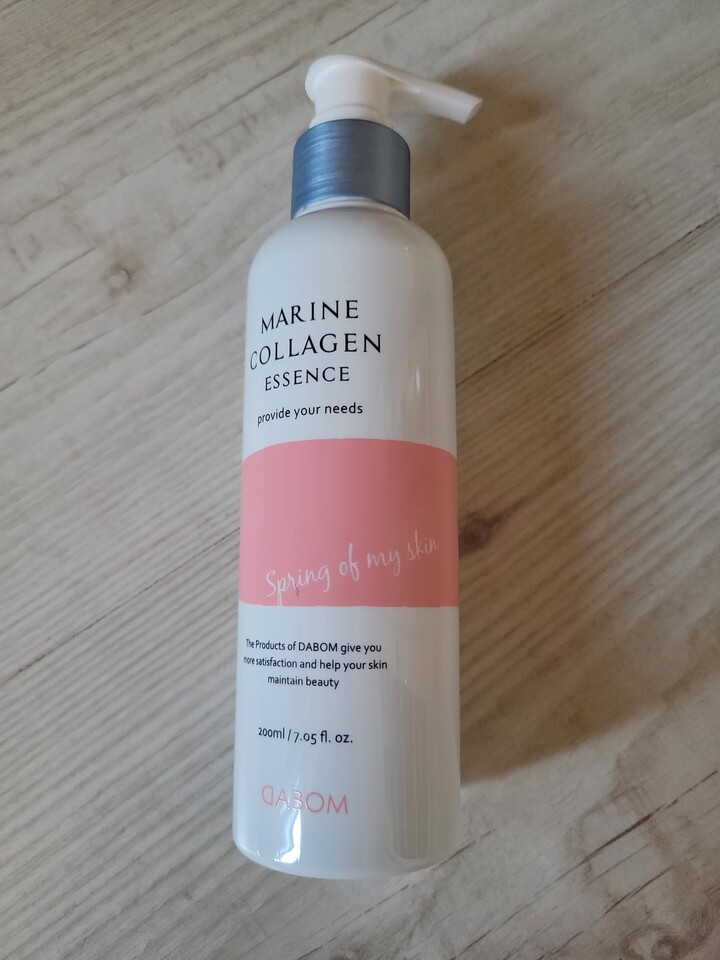 MARINE
COLLAGEN
ESSENCE
provide your needs
Spring of my skin
The Products of DABOM give you
more satisfaction and help your skin
maintain beauty
200ml / 7.05 fl. oz.
DABOM